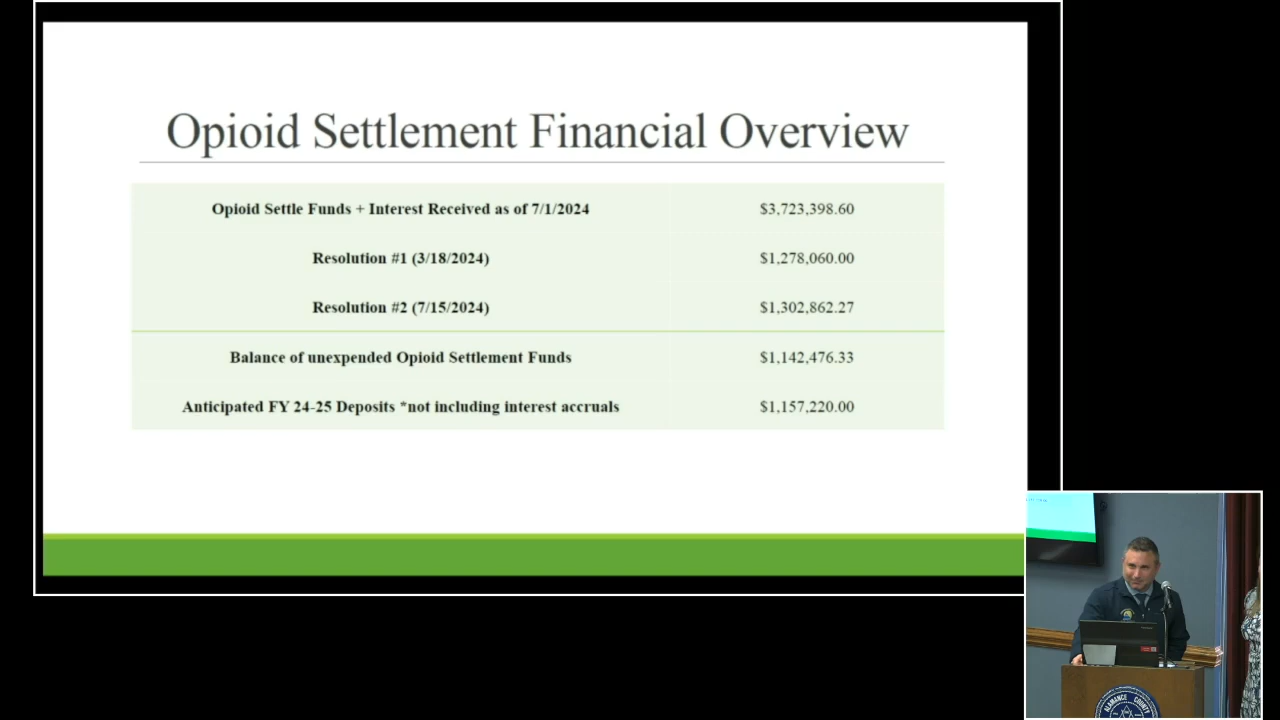 Opioid Settlement Financial Overview
Opioid Settle Funds + Interest Received as of 7/1/2024 $3,723,398.60
Resolution #1 (3/18/2024) $1,278,060.00
Resolution #2 (7/15/2024) $1,302,862.27
Balance of unexpended Opioid Settlement Funds $1,142,476.33
Anticipated FY 24-25 Deposits *not including interest accruals $1,157,220.00
ALAMANCE COUNTY